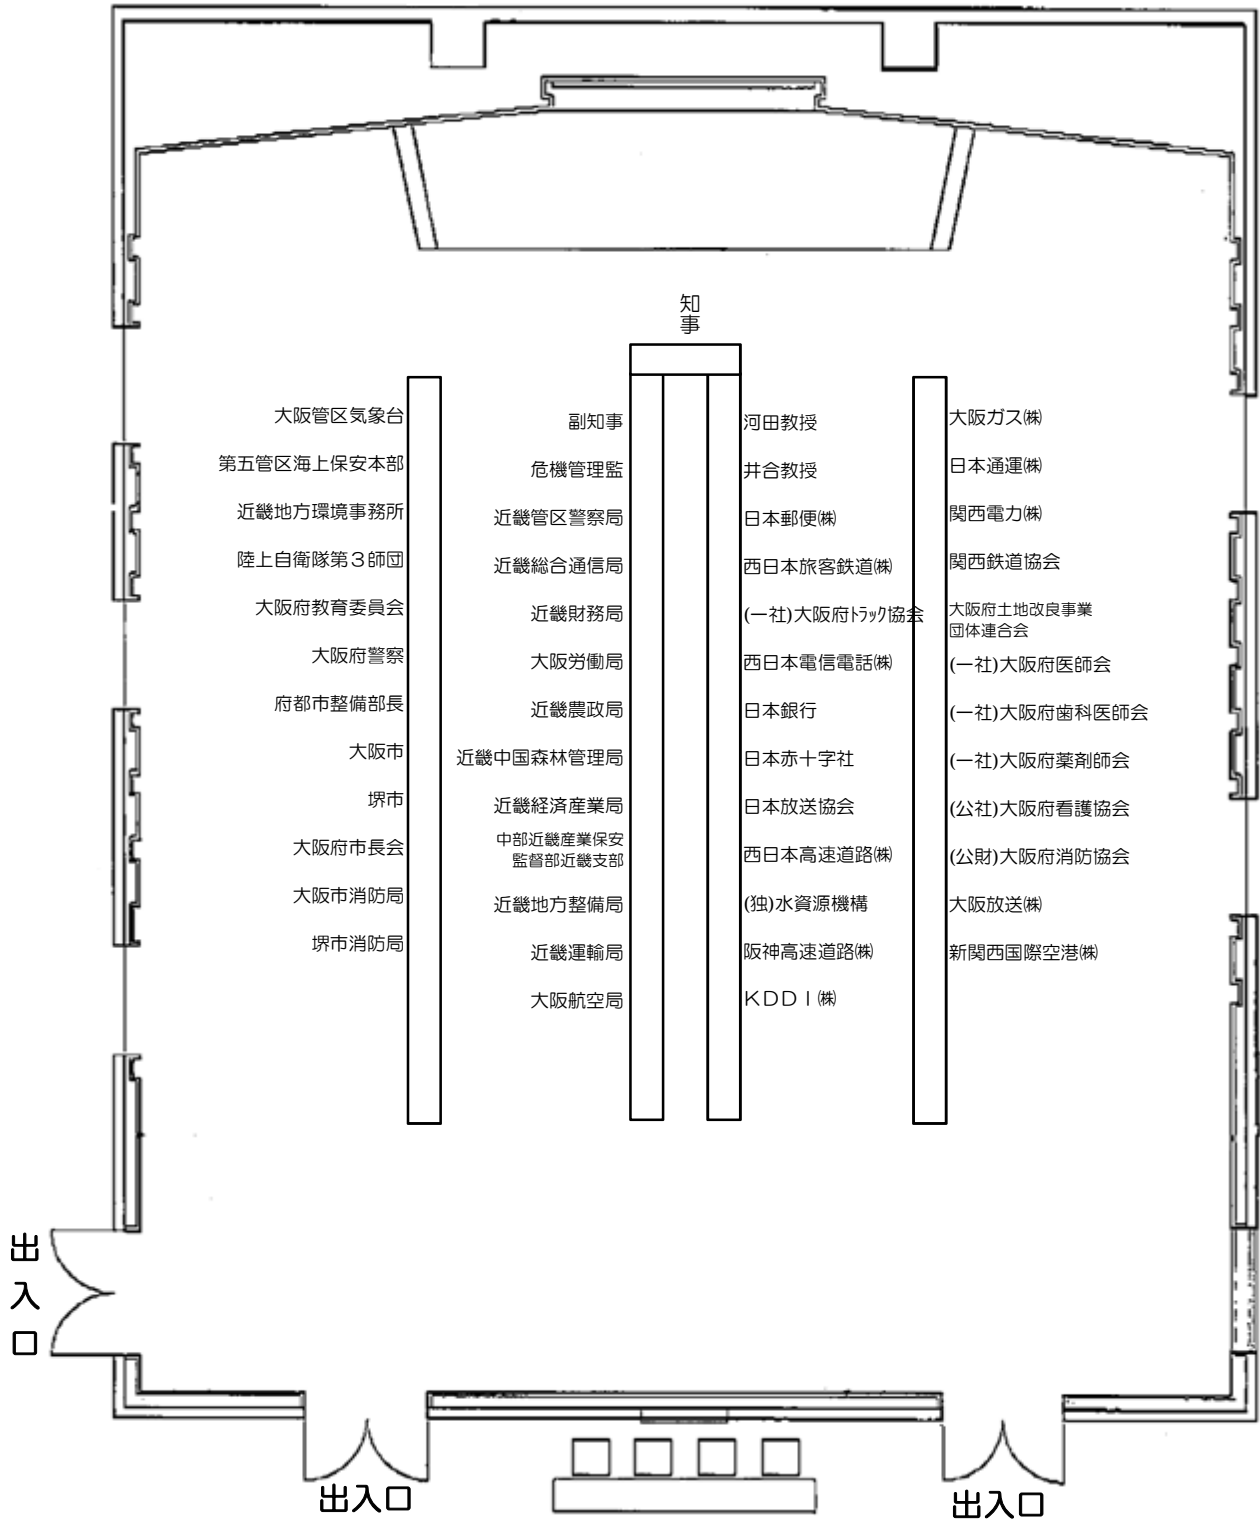 知
事
大阪管区気象台
第五管区海上保安本部
近畿地方環境事務所
陸上自衛隊第３師団
大阪府教育委員会
大阪府警察
府都市整備部長
大阪市
堺市
大阪府市長会
大阪市消防局
堺市消防局
副知事
危機管理監
近畿管区警察局
近畿総合通信局
近畿財務局
大阪労働局
近畿農政局
近畿中国森林管理局
近畿経済産業局
中部近畿産業保安
監督部近畿支部
近畿地方整備局
近畿運輸局
大阪航空局
河田教授
井合教授
日本郵便㈱
西日本旅客鉄道㈱
(一社)大阪府ﾄﾗｯｸ協会
西日本電信電話㈱
日本銀行
日本赤十字社
日本放送協会
西日本高速道路㈱
(独)水資源機構
阪神高速道路㈱
ＫＤＤＩ㈱
大阪ガス㈱
日本通運㈱
関西電力㈱
関西鉄道協会
大阪府土地改良事業
団体連合会
(一社)大阪府医師会
(一社)大阪府歯科医師会
(一社)大阪府薬剤師会
(公社)大阪府看護協会
(公財)大阪府消防協会
大阪放送㈱
新関西国際空港㈱
出
入
口
出入口
出入口